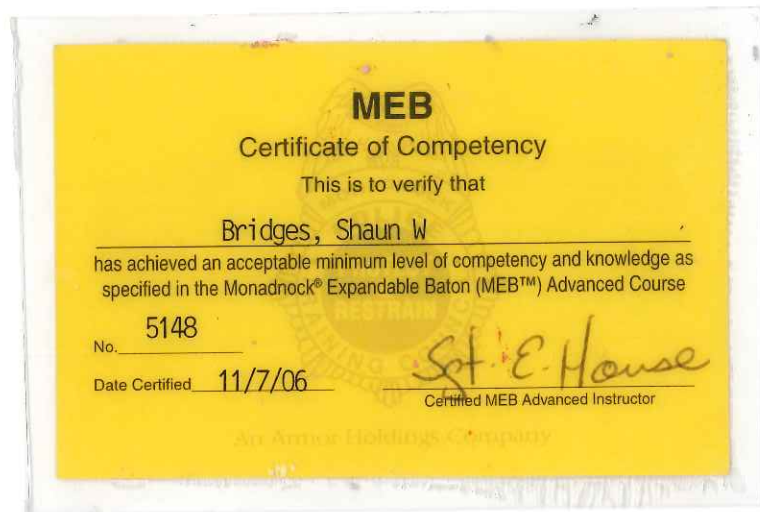 MEB
Certificate of Competency
This is to verify that
Bridges, Shaun W
has achieved an acceptable minimum level of competency and knowledge as
specified in the Monadnock® Expandable Baton (MEB™) Advanced Course
RESTRAIN
No. 5148
TRAINING
Date Certified 11/7/06
Sgt. E. House
Certified MEB Advanced Instructor
An Armor Holdings Company